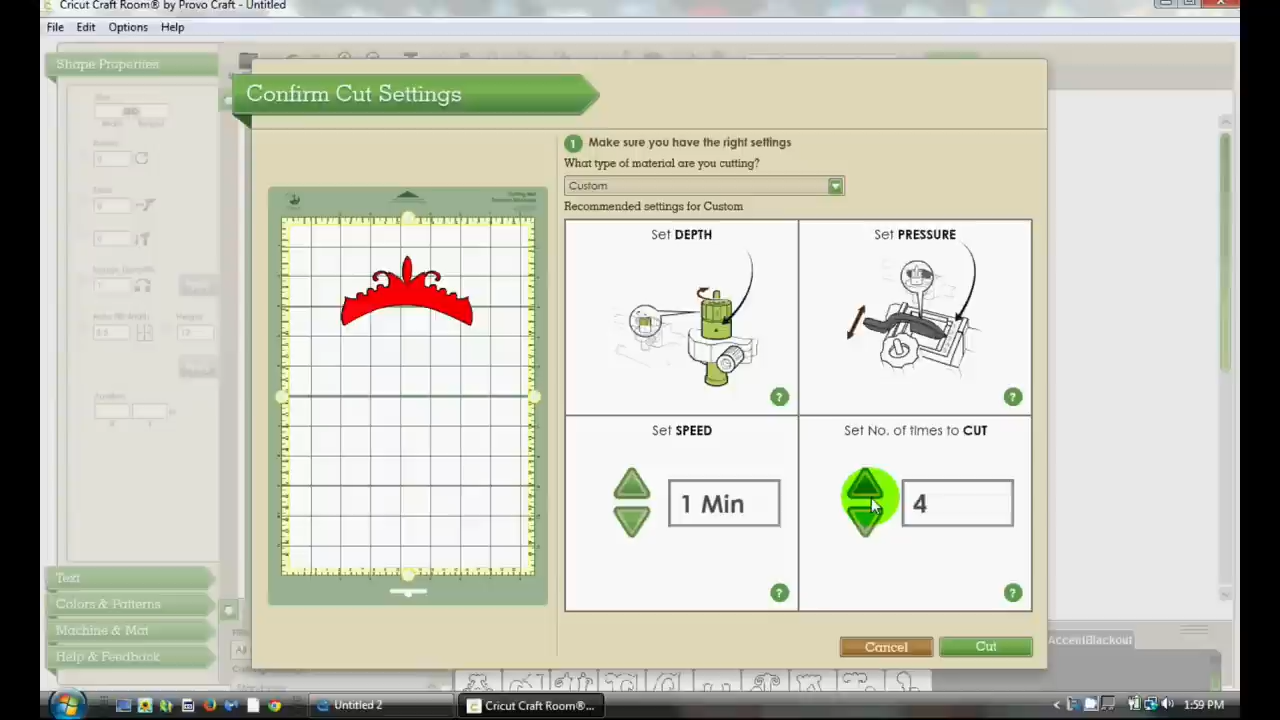 Cricut Craft Room® by Provo Craft - Untitled
File Edit Options Help
Shape Properties
Confirm Cut Settings
1 Make sure you have the right settings
What type of material are you cutting?
Custom
Recommended settings for Custom
Set DEPTH
Set PRESSURE
?
?
Set SPEED
Set No. of times to CUT
1 Min
4
?
?
Cancel
Cut
Text
Colors & Patterns
Machine & Mat
Help & Feedback
All
AccentBlackout
Untitled 2
Cricut Craft Room®...
1:59 PM